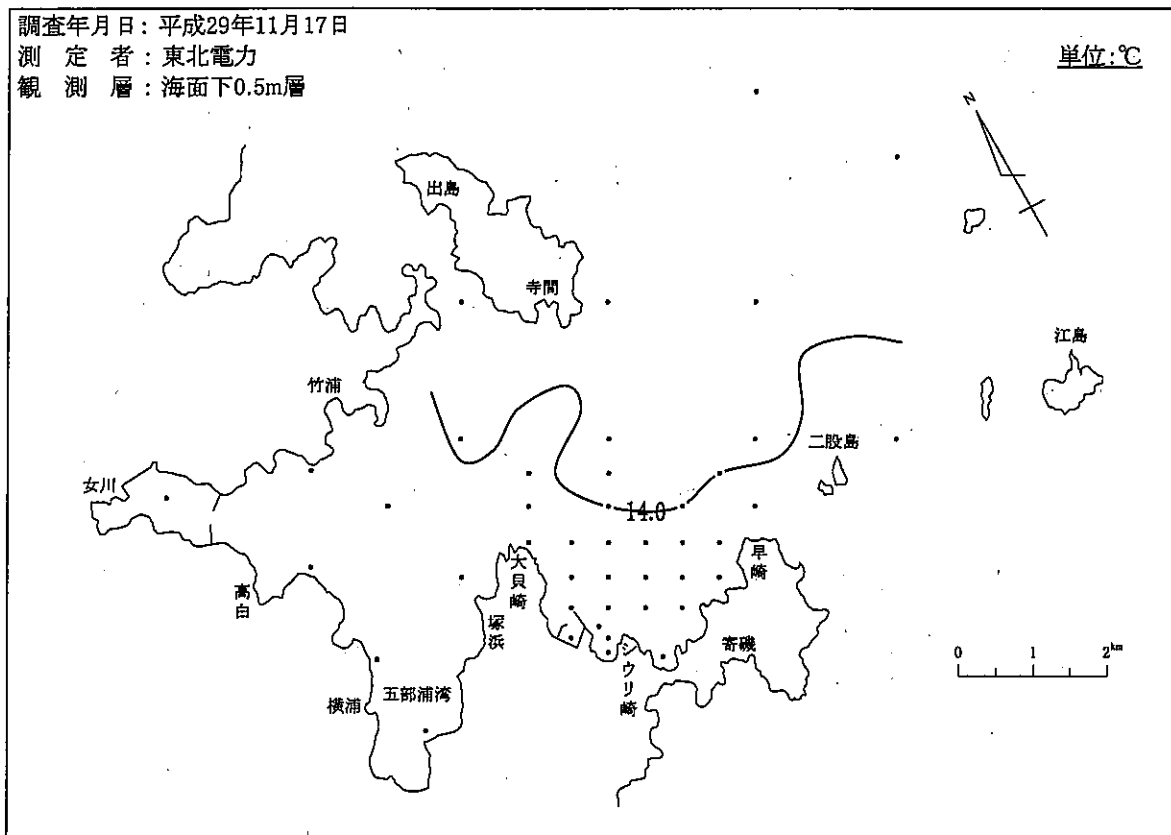 調査年月日：平成29年11月17日
測　定　者：東北電力
観　測　層：海面下0.5m層
単位：℃
N
出島
寺間
江島
竹浦
二股島
女川
14.0
大貝崎
早崎
高白
塚浜
シウリ崎
寄磯
0 1 2km
五部浦湾
横浦